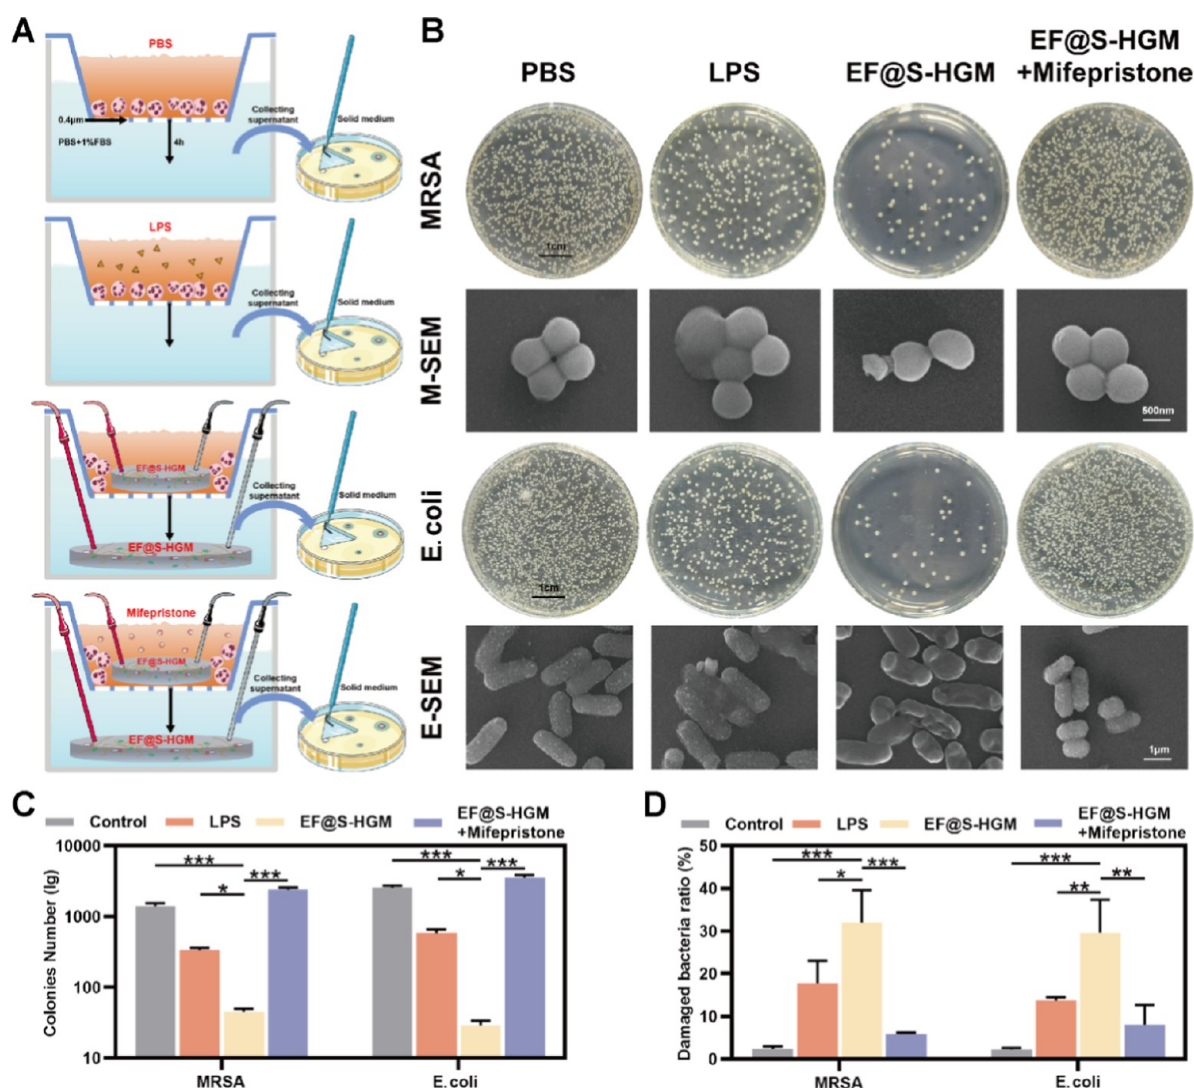 A
PBS
0.4μm
PBS+1%FBS
4h
Collecting
supernatant
Solid medium
LPS
Collecting
supernatant
Solid medium
EF@S-HGM
EF@S-HGM
Collecting
supernatant
Solid medium
Mifepristone
EF@S-HGM
EF@S-HGM
Collecting
supernatant
Solid medium
B
PBS
LPS
EF@S-HGM
EF@S-HGM
+Mifepristone
MRSA
1cm
M-SEM
500nm
E. coli
1cm
E-SEM
1μm
C
Control
LPS
EF@S-HGM
EF@S-HGM
+Mifepristone
Colonies Number (lg)
10000
1000
100
10
***
*
***
***
*
***
MRSA
E. coli
D
Control
LPS
EF@S-HGM
EF@S-HGM
+Mifepristone
Damaged bacteria ratio (%)
50
40
30
20
10
0
***
*
***
***
**
**
MRSA
E. coli